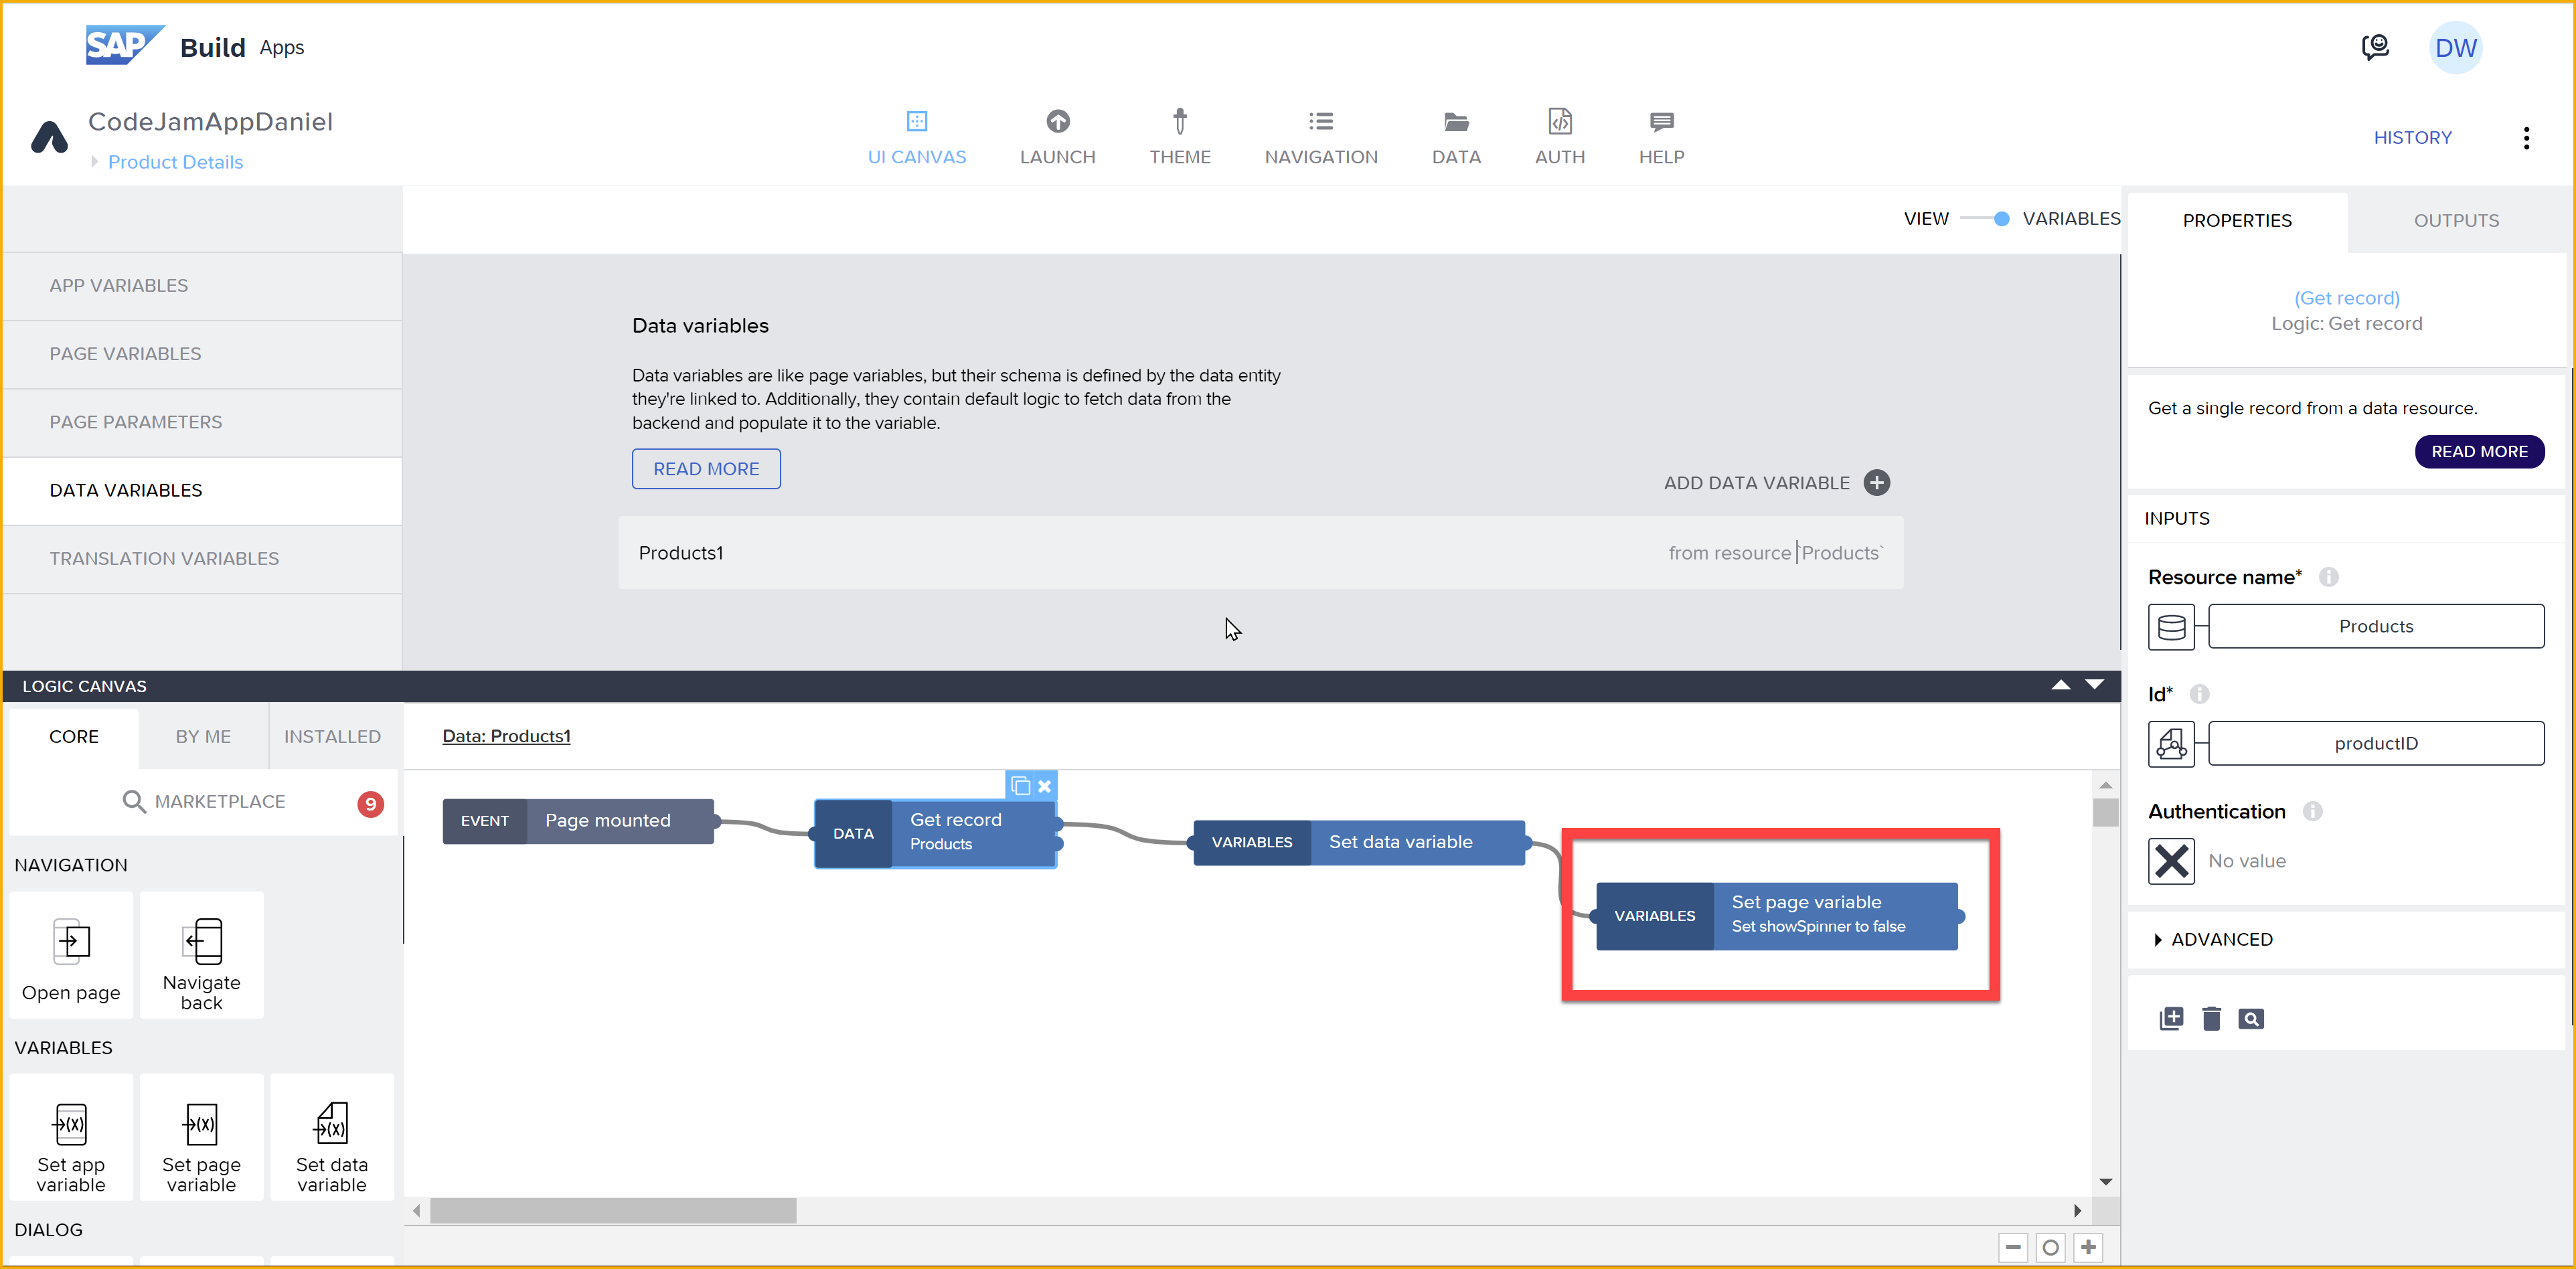 SAP Build Apps
DW
CodeJamAppDaniel
Product Details
UI CANVAS
LAUNCH
THEME
NAVIGATION
DATA
AUTH
HELP
HISTORY
VIEW
VARIABLES
PROPERTIES
OUTPUTS
APP VARIABLES
PAGE VARIABLES
PAGE PARAMETERS
DATA VARIABLES
TRANSLATION VARIABLES
Data variables
Data variables are like page variables, but their schema is defined by the data entity
they're linked to. Additionally, they contain default logic to fetch data from the
backend and populate it to the variable.
READ MORE
ADD DATA VARIABLE
Products1
from resource `Products`
(Get record)
Logic: Get record
Get a single record from a data resource.
READ MORE
INPUTS
Resource name*
Products
Id*
productID
Authentication
No value
ADVANCED
LOGIC CANVAS
CORE
BY ME
INSTALLED
MARKETPLACE
9
NAVIGATION
Open page
Navigate
back
VARIABLES
Set app
variable
Set page
variable
Set data
variable
DIALOG
Data: Products1
EVENT
Page mounted
DATA
Get record
Products
VARIABLES
Set data variable
VARIABLES
Set page variable
Set showSpinner to false